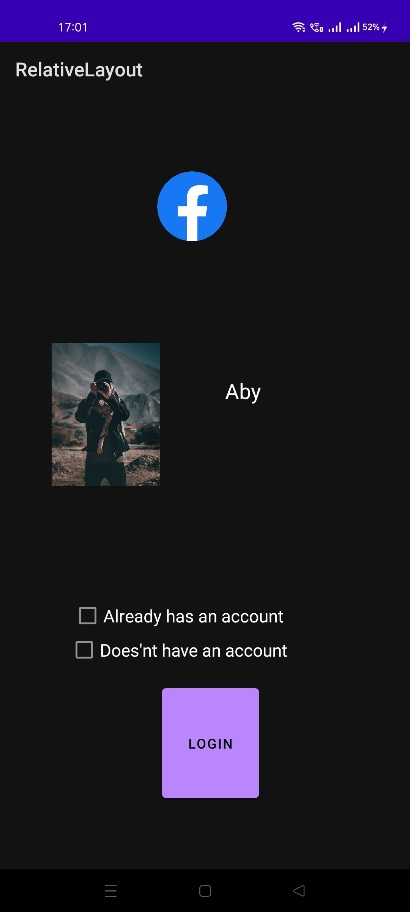 17:01
52%
RelativeLayout
Aby
Already has an account
Does'nt have an account
LOGIN